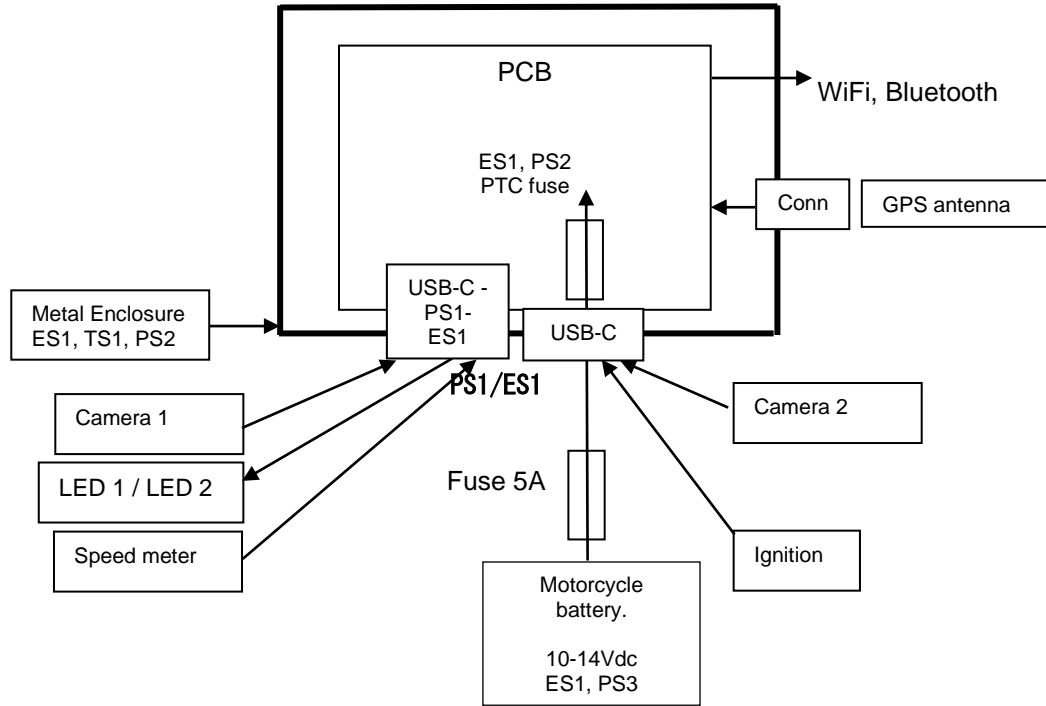 PCB
WiFi, Bluetooth
ES1, PS2
PTC fuse
Conn
GPS antenna
USB-C -
PS1-
ES1
USB-C
Metal Enclosure
ES1, TS1, PS2
PS1/ES1
Camera 1
Camera 2
LED 1 / LED 2
Fuse 5A
Speed meter
Ignition
Motorcycle
battery.
10-14Vdc
ES1, PS3